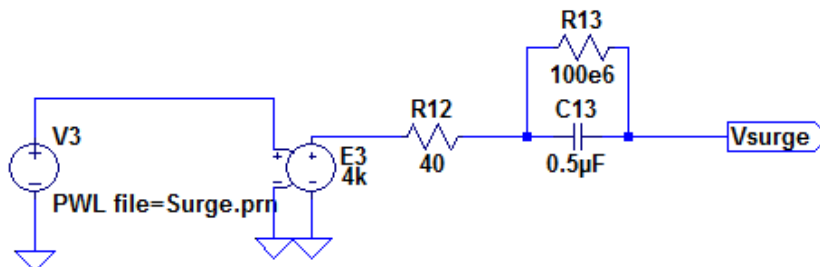 R13
100e6
R12
C13
V3
E3
4k
40
0.5µF
Vsurge
PWL file=Surge.prn